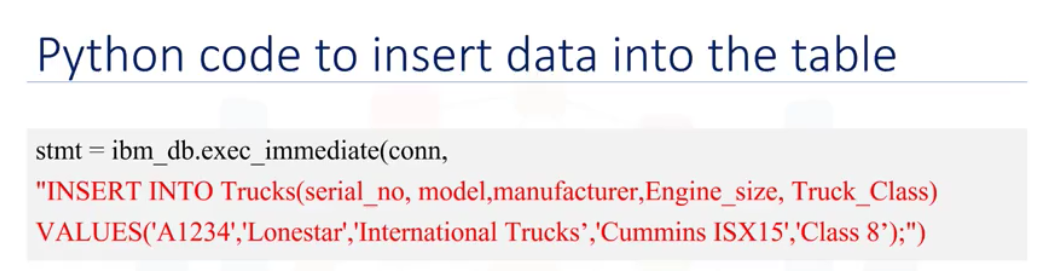 Python code to insert data into the table
stmt = ibm_db.exec_immediate(conn,
"INSERT INTO Trucks(serial_no, model,manufacturer,Engine_size, Truck_Class)
VALUES('A1234','Lonestar','International Trucks’,'Cummins ISX15','Class 8’);")